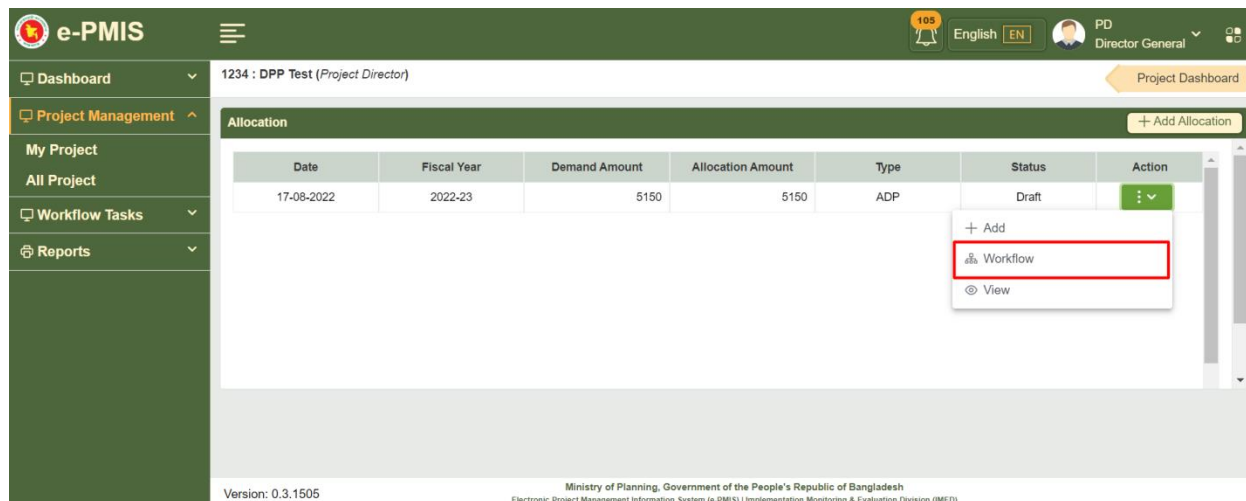 e-PMIS
105
English EN
PD
Director General
Dashboard
Project Management
My Project
All Project
Workflow Tasks
Reports
1234 : DPP Test (Project Director)
Project Dashboard
Allocation
+ Add Allocation
Date Fiscal Year Demand Amount Allocation Amount Type Status Action
17-08-2022 2022-23 5150 5150 ADP Draft
+ Add
Workflow
View
Version: 0.3.1505
Ministry of Planning, Government of the People's Republic of Bangladesh
Electronic Project Management Information System (e-PMIS) | Implementation Monitoring & Evaluation Division (IMED)